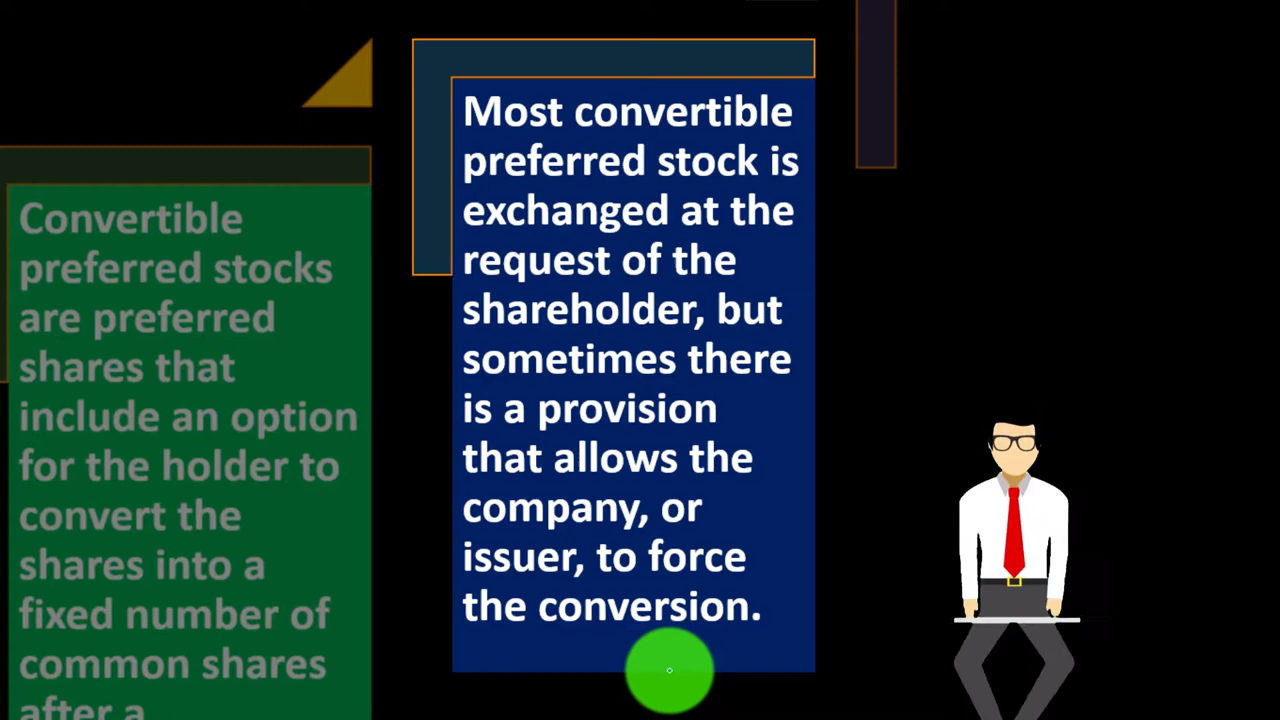 Convertible
preferred stocks
are preferred
shares that
include an option
for the holder to
convert the
shares into a
fixed number of
common shares
after a
Most convertible
preferred stock is
exchanged at the
request of the
shareholder, but
sometimes there
is a provision
that allows the
company, or
issuer, to force
the conversion.